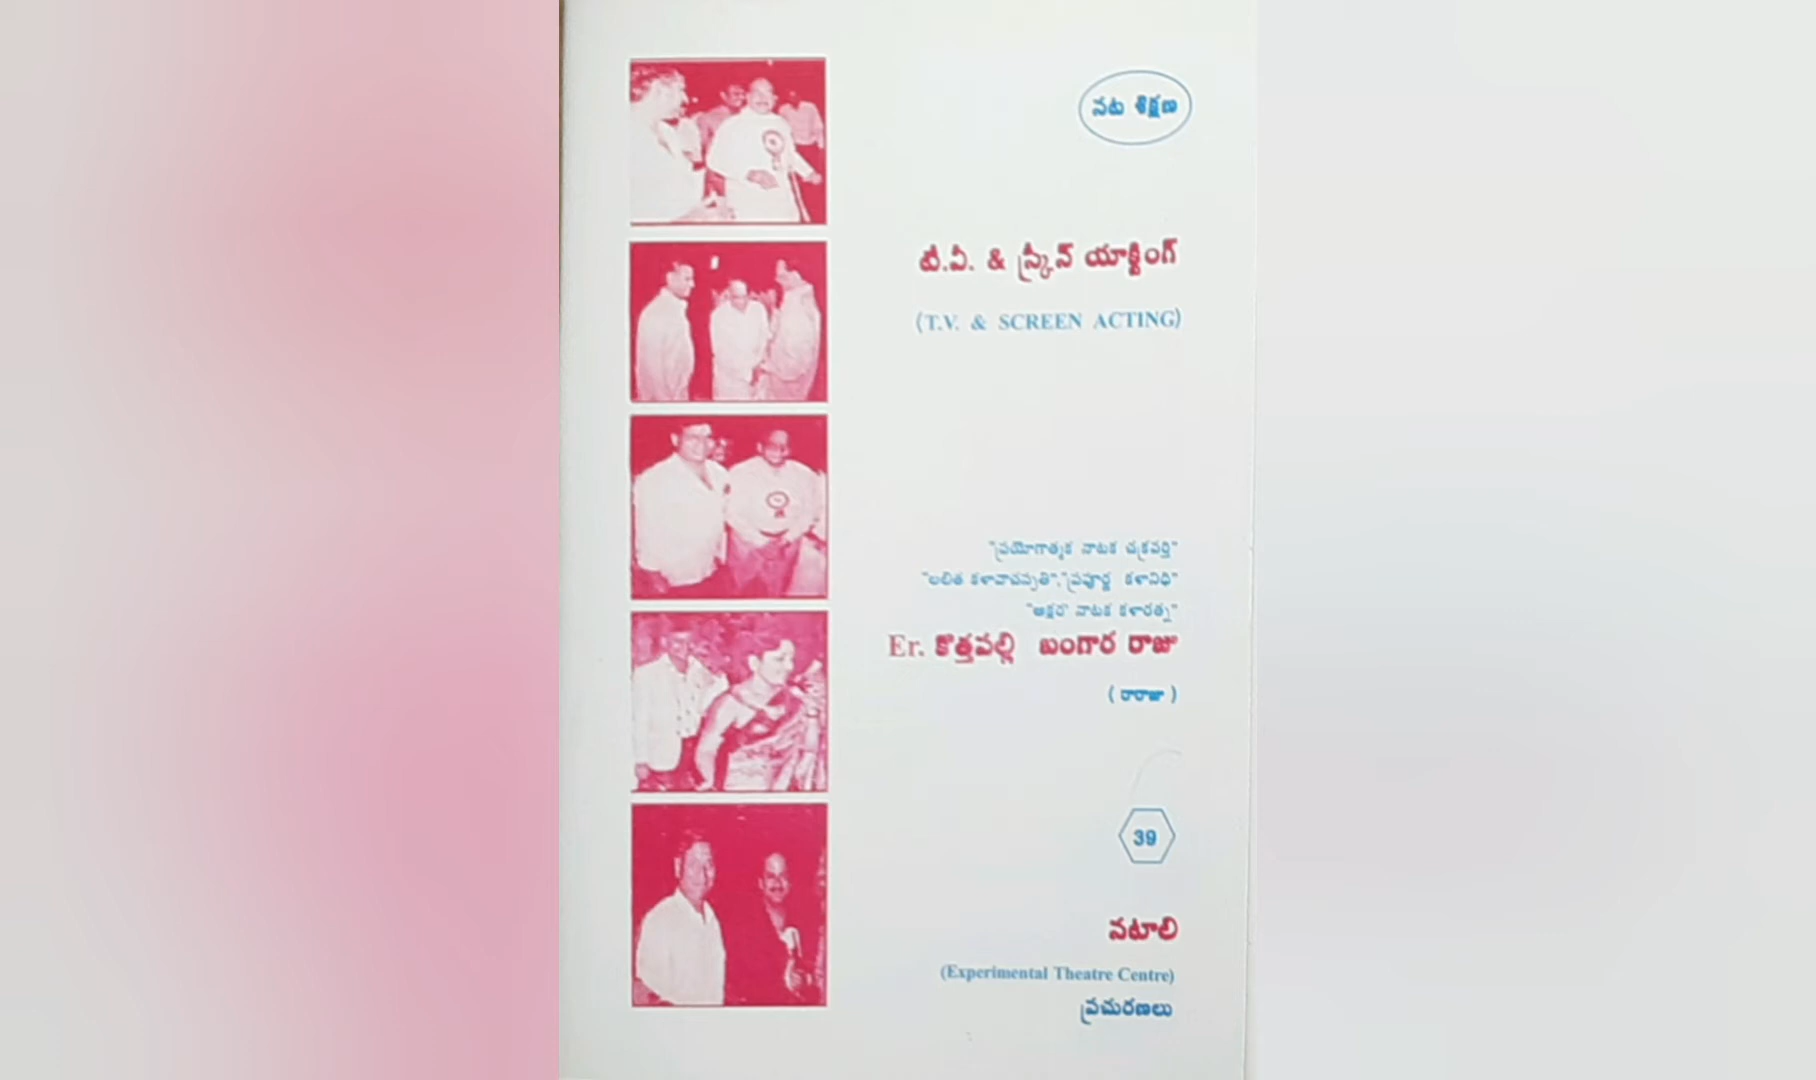 నట శిక్షణ
టి.వి. & స్క్రీన్ యాక్టింగ్
(T.V. & SCREEN ACTING)
"ప్రయోగాత్మక నాటక చక్రవర్తి"
"లలిత కళావాచస్పతి","ప్రపూర్ణ కళానిధి"
"అక్షర నాటక కళారత్న"
Er. కొత్తపల్లి బంగార రాజు
( రారాజు )
39
నటాలి
(Experimental Theatre Centre)
ప్రచురణలు